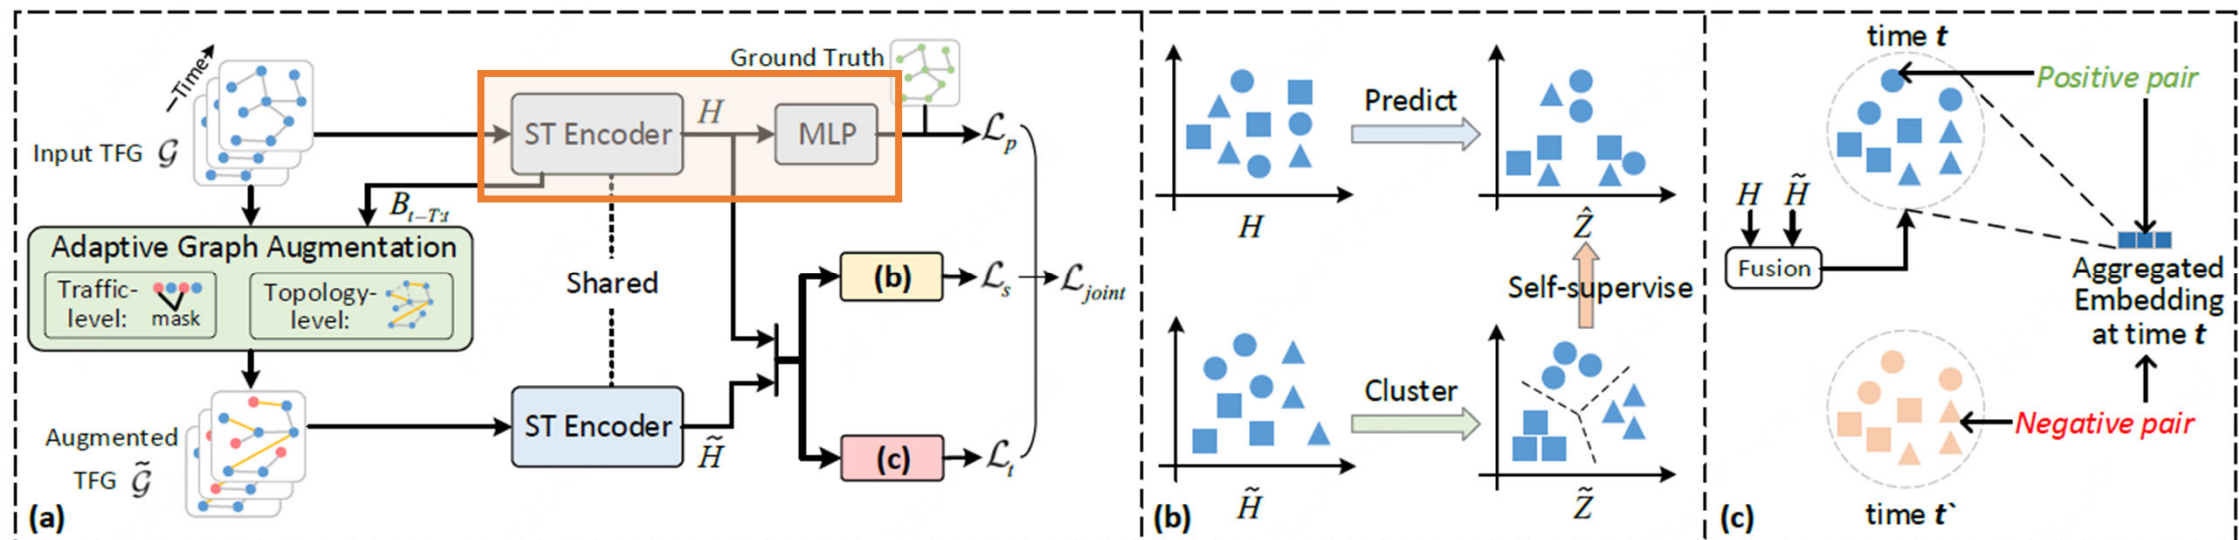 Time
Input TFG 𝒢
ST Encoder
H
MLP
Ground Truth
ℒp
B t−T:t
Adaptive Graph Augmentation
Traffic-
level:
mask
Topology-
level:
Shared
(b)
ℒs
ℒjoint
Augmented
TFG 𝒢̃
ST Encoder
H̃
(c)
ℒt
(a)
H
Predict
Ẑ
Self-supervise
H̃
Cluster
Z̃
(b)
time t
Positive pair
H H̃
Fusion
Aggregated
Embedding
at time t
Negative pair
time t`
(c)